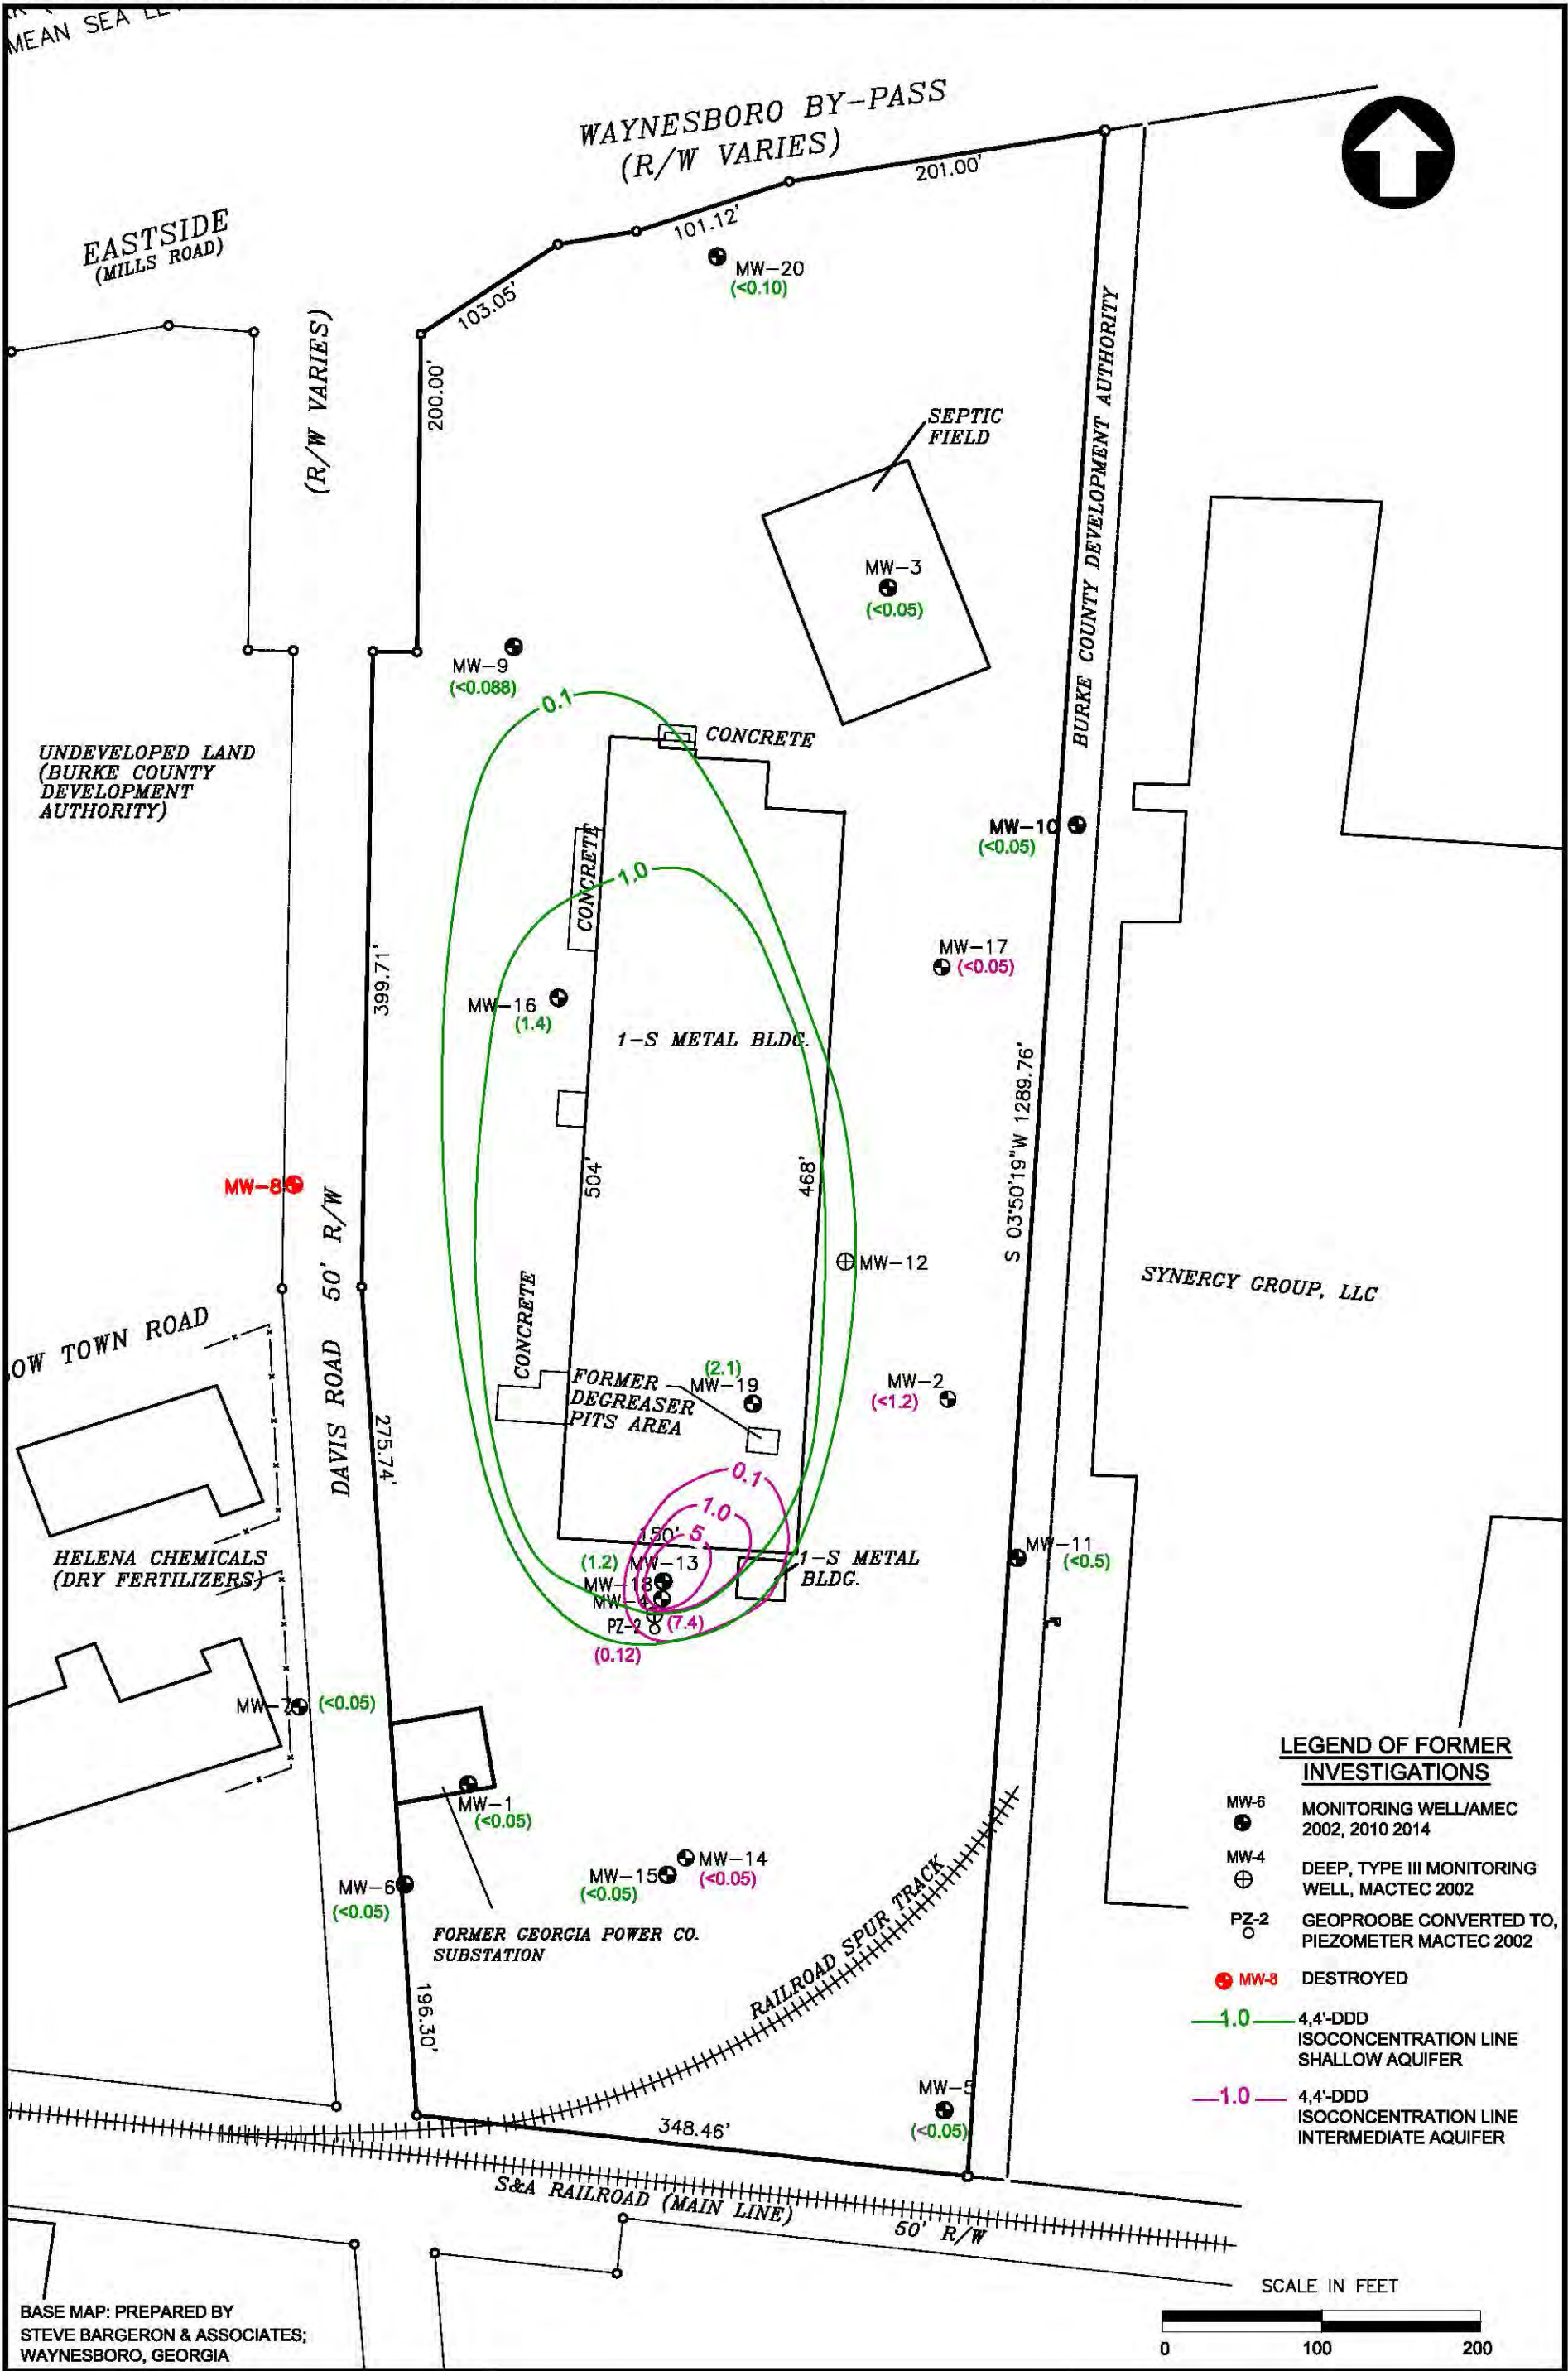 MEAN SEA
WAYNESBORO BY-PASS
(R/W VARIES)
201.00'
101.12'
103.05'
EASTSIDE
(MILLS ROAD)
MW-20
(<0.10)
(R/W VARIES)
200.00'
SEPTIC
FIELD
BURKE COUNTY DEVELOPMENT AUTHORITY
MW-3
(<0.05)
MW-9
(<0.088)
0.1
CONCRETE
UNDEVELOPED LAND
(BURKE COUNTY
DEVELOPMENT
AUTHORITY)
MW-10
(<0.05)
CONCRETE
1.0
MW-17
(<0.05)
399.71'
MW-16
(1.4)
1-S METAL BLDG.
S 03°50'19"W 1289.76'
504'
468'
MW-8
DAVIS ROAD 50' R/W
MW-12
SYNERGY GROUP, LLC
OW TOWN ROAD
CONCRETE
FORMER
DEGREASER
PITS AREA
(2.1)
MW-19
MW-2
(<1.2)
275.74'
0.1
1.0
150'
5
HELENA CHEMICALS
(DRY FERTILIZERS)
(1.2)
MW-13
MW-18
MW-4
PZ-2
(7.4)
(0.12)
1-S METAL
BLDG.
MW-11
(<0.5)
MW-7
(<0.05)
MW-1
(<0.05)
MW-14
(<0.05)
MW-15
(<0.05)
MW-6
(<0.05)
FORMER GEORGIA POWER CO.
SUBSTATION
RAILROAD SPUR TRACK
196.30'
MW-5
(<0.05)
348.46'
S&A RAILROAD (MAIN LINE)
50' R/W
LEGEND OF FORMER
INVESTIGATIONS
MW-6
MONITORING WELL/AMEC
2002, 2010 2014
MW-4
DEEP, TYPE III MONITORING
WELL, MACTEC 2002
PZ-2
GEOPROOBE CONVERTED TO,
PIEZOMETER MACTEC 2002
MW-8
DESTROYED
1.0
4,4'-DDD
ISOCONCENTRATION LINE
SHALLOW AQUIFER
1.0
4,4'-DDD
ISOCONCENTRATION LINE
INTERMEDIATE AQUIFER
SCALE IN FEET
0 100 200
BASE MAP: PREPARED BY
STEVE BARGERON & ASSOCIATES;
WAYNESBORO, GEORGIA